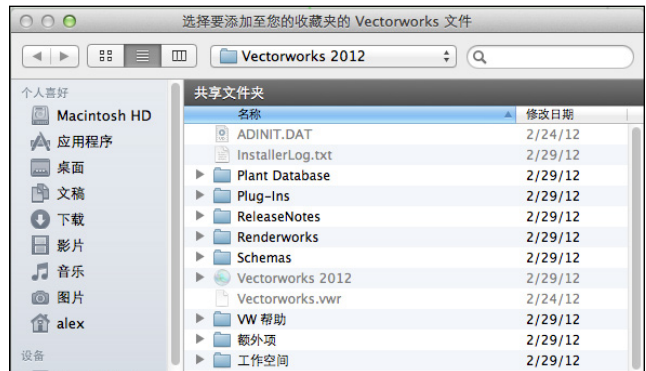 选择要添加至您的收藏夹的 Vectorworks 文件
Vectorworks 2012
个人喜好
Macintosh HD
应用程序
桌面
文稿
下载
影片
音乐
图片
alex
设备
共享文件夹
名称 修改日期
ADINIT.DAT 2/24/12
InstallerLog.txt 2/29/12
Plant Database 2/29/12
Plug-Ins 2/29/12
ReleaseNotes 2/29/12
Renderworks 2/29/12
Schemas 2/29/12
Vectorworks 2012 2/29/12
Vectorworks.vwr 2/24/12
VW 帮助 2/29/12
额外项 2/29/12
工作空间 2/29/12